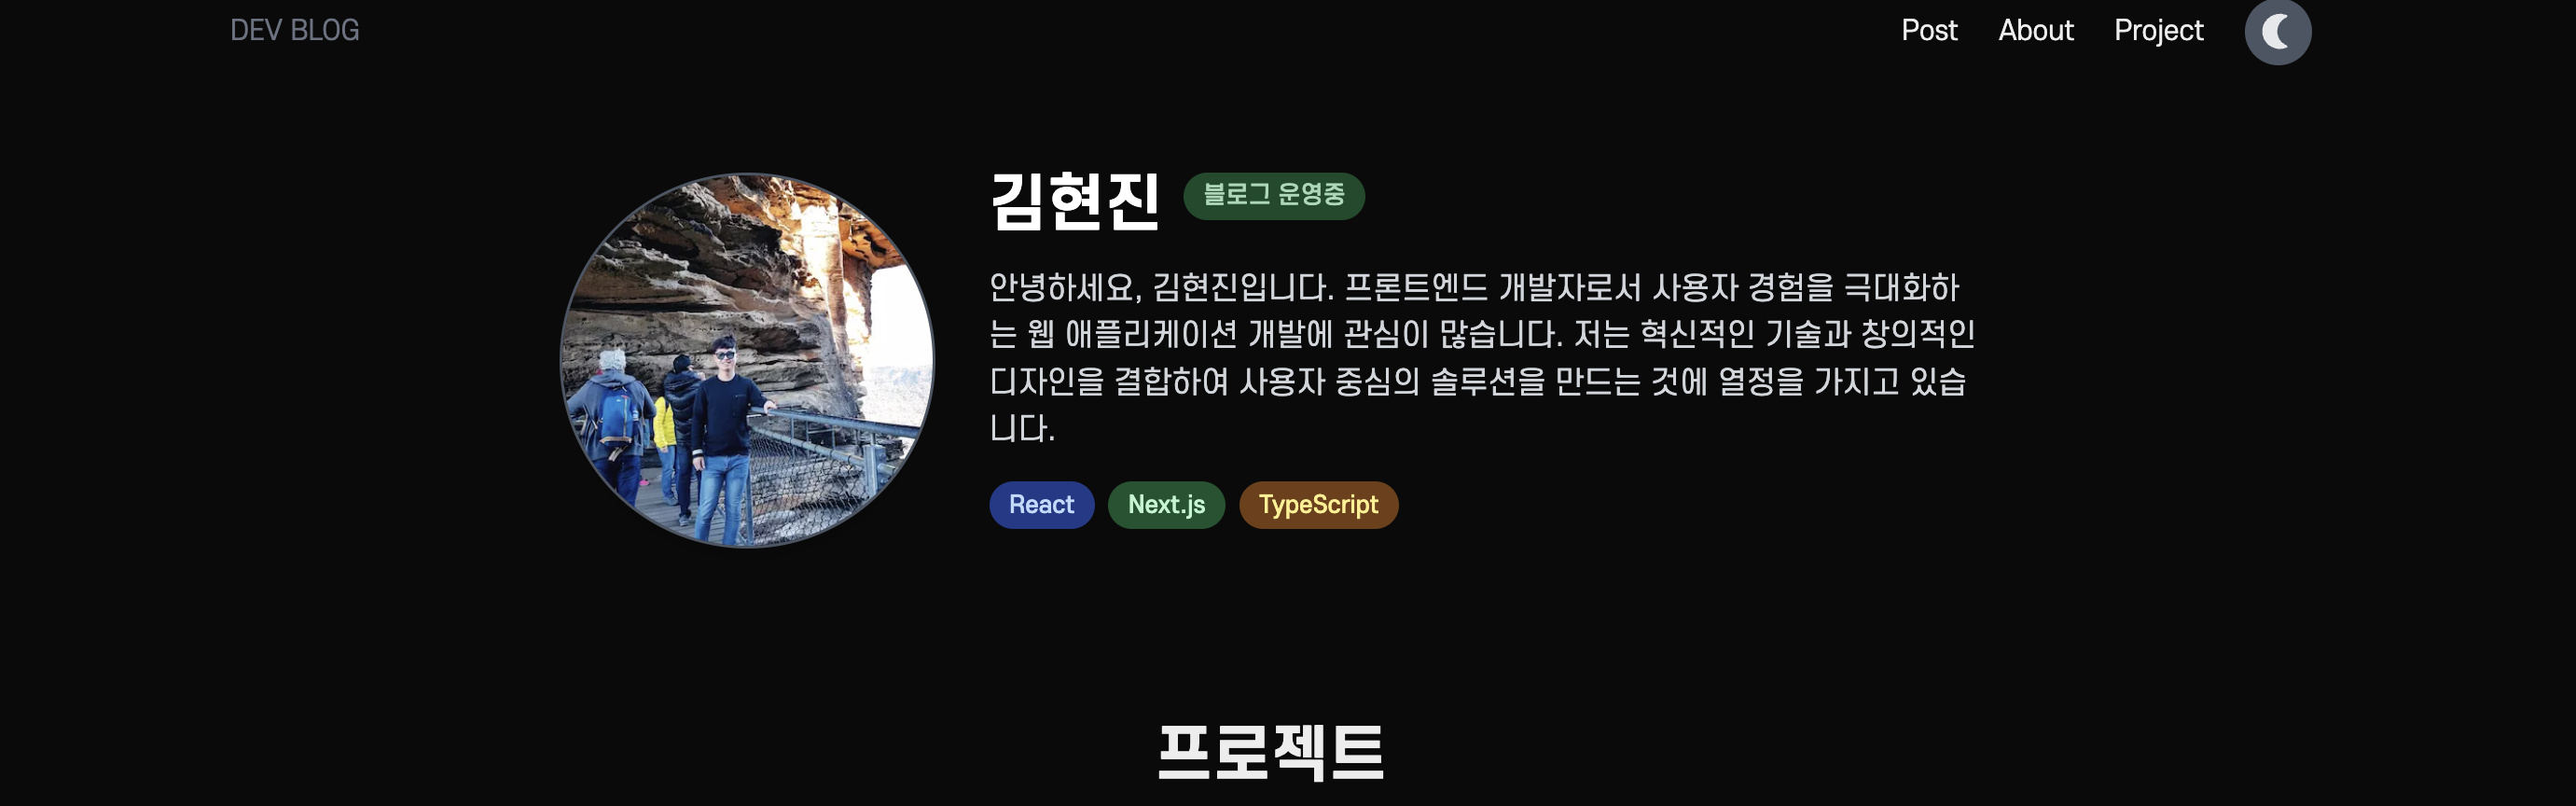 DEV BLOG
Post About Project
김현진 블로그 운영중
안녕하세요, 김현진입니다. 프론트엔드 개발자로서 사용자 경험을 극대화하
는 웹 애플리케이션 개발에 관심이 많습니다. 저는 혁신적인 기술과 창의적인
디자인을 결합하여 사용자 중심의 솔루션을 만드는 것에 열정을 가지고 있습
니다.
React Next.js TypeScript
프로젝트